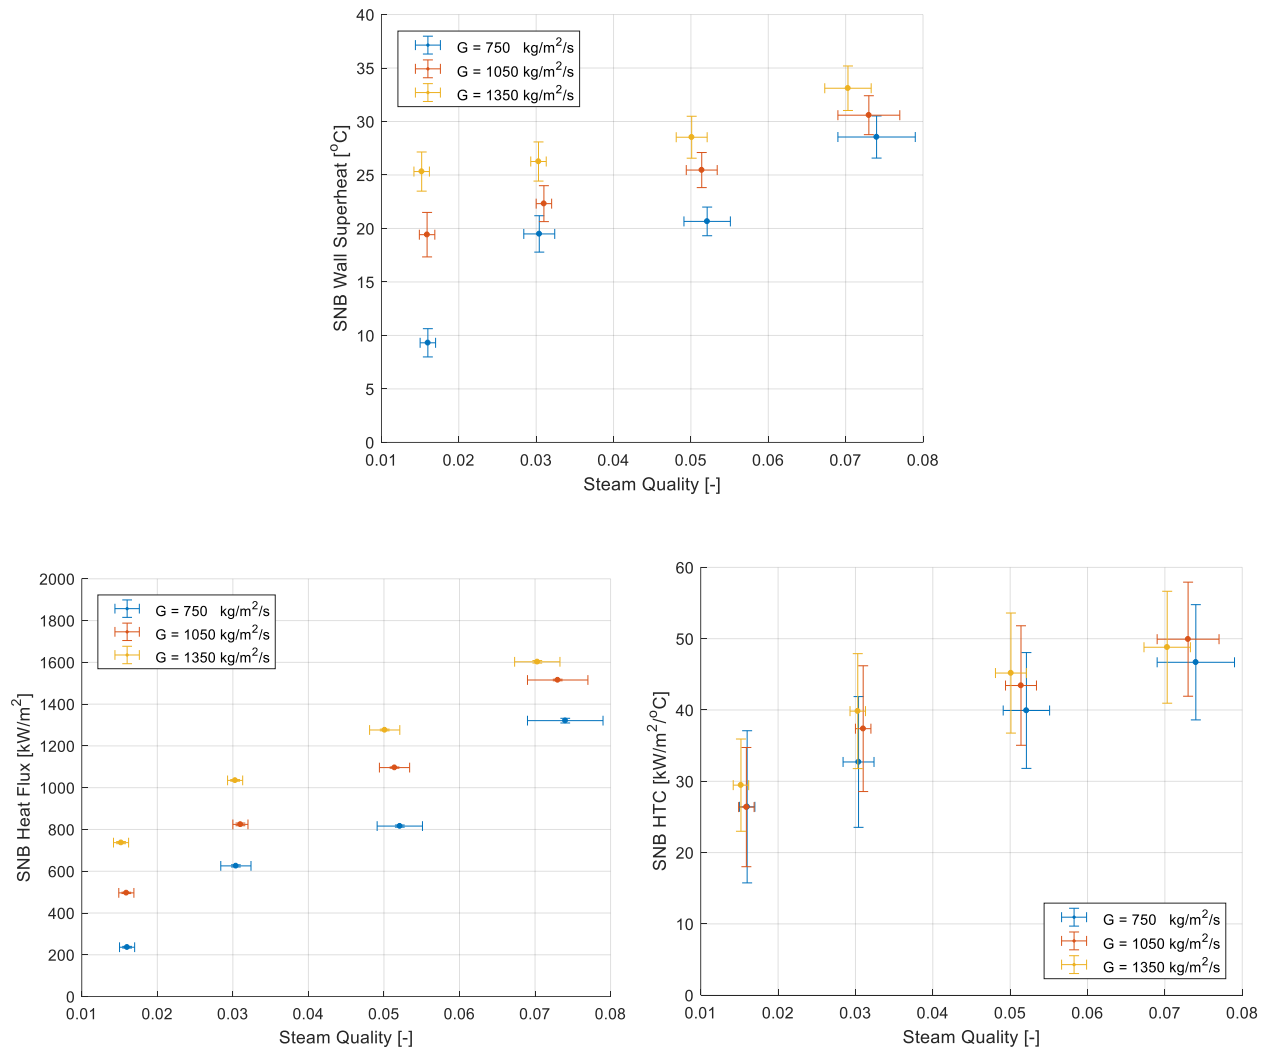 40
35
30
25
20
15
10
5
0
SNB Wall Superheat [°C]
G = 750 kg/m²/s
G = 1050 kg/m²/s
G = 1350 kg/m²/s
0.01 0.02 0.03 0.04 0.05 0.06 0.07 0.08
Steam Quality [-]
2000
1800
1600
1400
1200
1000
800
600
400
200
0
SNB Heat Flux [kW/m²]
G = 750 kg/m²/s
G = 1050 kg/m²/s
G = 1350 kg/m²/s
0.01 0.02 0.03 0.04 0.05 0.06 0.07 0.08
Steam Quality [-]
60
50
40
30
20
10
0
SNB HTC [kW/m²/°C]
G = 750 kg/m²/s
G = 1050 kg/m²/s
G = 1350 kg/m²/s
0.01 0.02 0.03 0.04 0.05 0.06 0.07 0.08
Steam Quality [-]